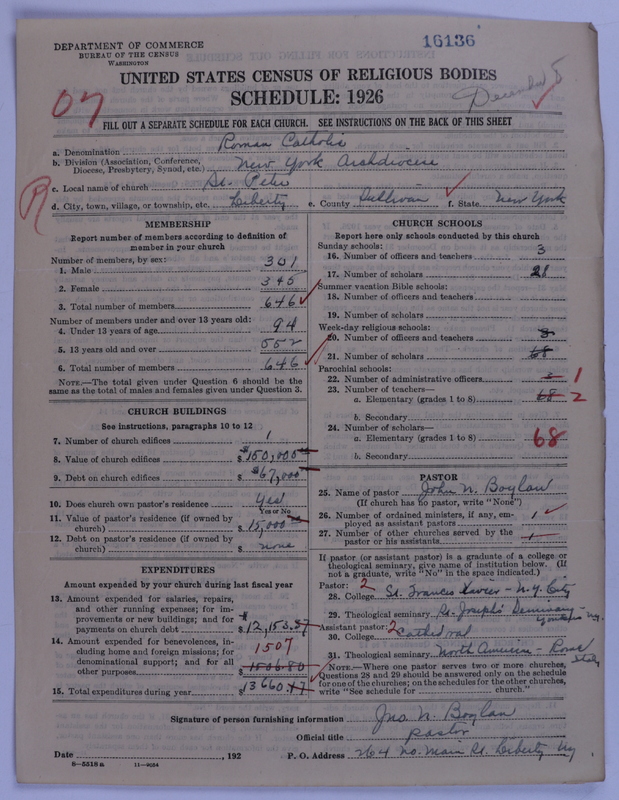 DEPARTMENT OF COMMERCE
BUREAU OF THE CENSUS
WASHINGTON
16136
UNITED STATES CENSUS OF RELIGIOUS BODIES
SCHEDULE: 1926
December 8
07
FILL OUT A SEPARATE SCHEDULE FOR EACH CHURCH. SEE INSTRUCTIONS ON THE BACK OF THIS SHEET
a. Denomination Roman Catholic
b. Division (Association, Conference, Diocese, Presbytery, Synod, etc.) New York Archdiocese
c. Local name of church St. Peter
R
d. City, town, village, or township, etc. Liberty e. County Sullivan f. State New York
MEMBERSHIP
Report number of members according to definition of member in your church
Number of members, by sex:
1. Male 301
2. Female 345
3. Total number of members 646
Number of members under and over 13 years old:
4. Under 13 years of age 94
5. 13 years old and over 552
6. Total number of members 646
NOTE.—The total given under Question 6 should be the same as the total of males and females given under Question 3.
CHURCH BUILDINGS
See instructions, paragraphs 10 to 12
7. Number of church edifices 1
8. Value of church edifices $150,000
9. Debt on church edifices $67,000
10. Does church own pastor's residence Yes
Yes or No
11. Value of pastor's residence (if owned by church) $15,000
12. Debt on pastor's residence (if owned by church) $ none
EXPENDITURES
Amount expended by your church during last fiscal year
13. Amount expended for salaries, repairs, and other running expenses; for improvements or new buildings; and for payments on church debt $12,153.37
14. Amount expended for benevolences, including home and foreign missions; for denominational support; and for all other purposes 1507 $1506.80
15. Total expenditures during year $13660.17
CHURCH SCHOOLS
Report here only schools conducted by this church
Sunday schools:
16. Number of officers and teachers 3
17. Number of scholars 21
Summer vacation Bible schools:
18. Number of officers and teachers
19. Number of scholars
Week-day religious schools:
20. Number of officers and teachers 3
21. Number of scholars 68
Parochial schools:
22. Number of administrative officers 3 1
23. Number of teachers—
a. Elementary (grades 1 to 8) 68 2
b. Secondary
24. Number of scholars—
a. Elementary (grades 1 to 8) 68
b. Secondary
PASTOR
25. Name of pastor John N. Boylan
(If church has no pastor, write "None")
26. Number of ordained ministers, if any, employed as assistant pastors 1
27. Number of other churches served by the pastor or his assistants 1
If pastor (or assistant pastor) is a graduate of a college or theological seminary, give name of institution below. (If not a graduate, write "No" in the space indicated.)
Pastor: 2
28. College St. Francis Xavier - N.Y. City
29. Theological seminary St. Joseph's Seminary - Yonkers N.y.
Assistant pastor: 2
30. College Cathedral
31. Theological seminary North American - Rome Italy
NOTE.—Where one pastor serves two or more churches, Questions 28 and 29 should be answered only on the schedule for one of the churches; on the schedules for the other churches, write "See schedule for church."
Signature of person furnishing information Jno N. Boylan
Official title pastor
Date , 192 P. O. Address 264 No. Main St. Liberty Ny
8-5518a 11-9054